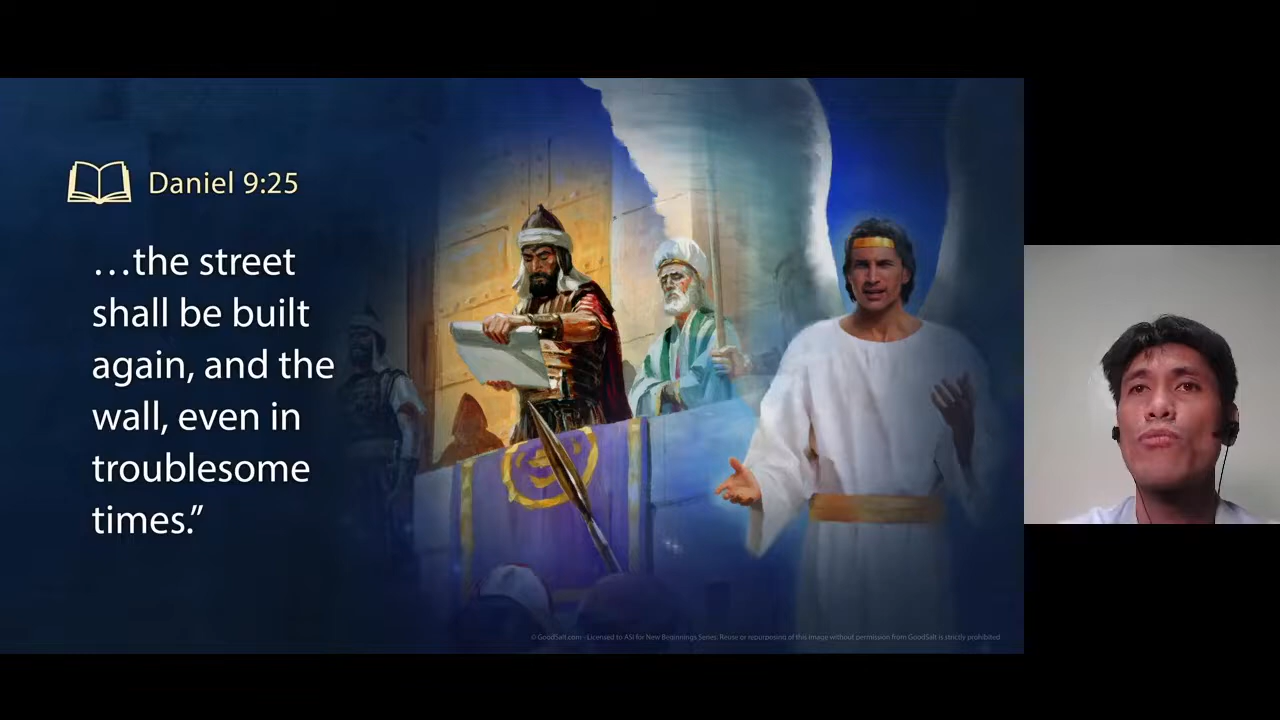 Daniel 9:25
…the street
shall be built
again, and the
wall, even in
troublesome
times.”
© GoodSalt.com - Licensed to ASI for New Beginnings Series. Reuse or repurposing of this image without permission from GoodSalt is strictly prohibited